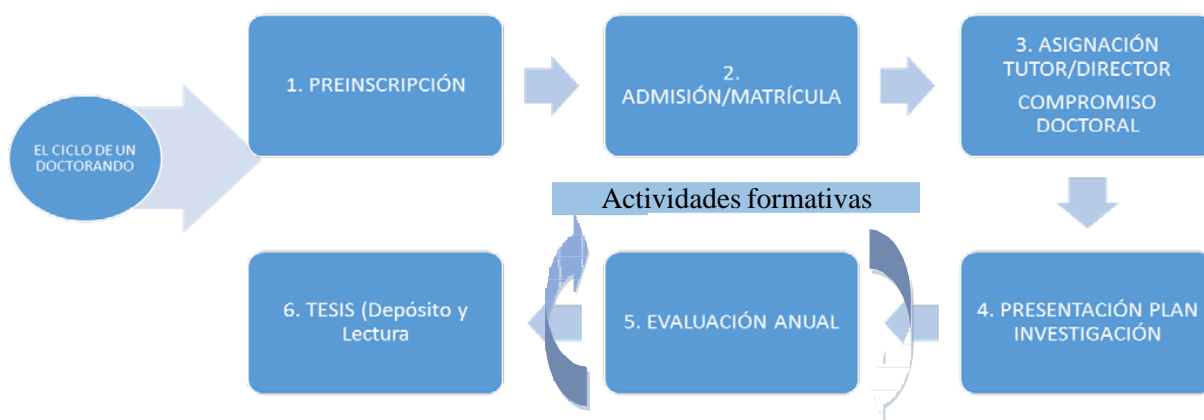 EL CICLO DE UN
DOCTORANDO
1. PREINSCRIPCIÓN
2.
ADMISIÓN/MATRÍCULA
3. ASIGNACIÓN
TUTOR/DIRECTOR
COMPROMISO
DOCTORAL
Actividades formativas
4. PRESENTACIÓN PLAN
INVESTIGACIÓN
5. EVALUACIÓN ANUAL
6. TESIS (Depósito y
Lectura